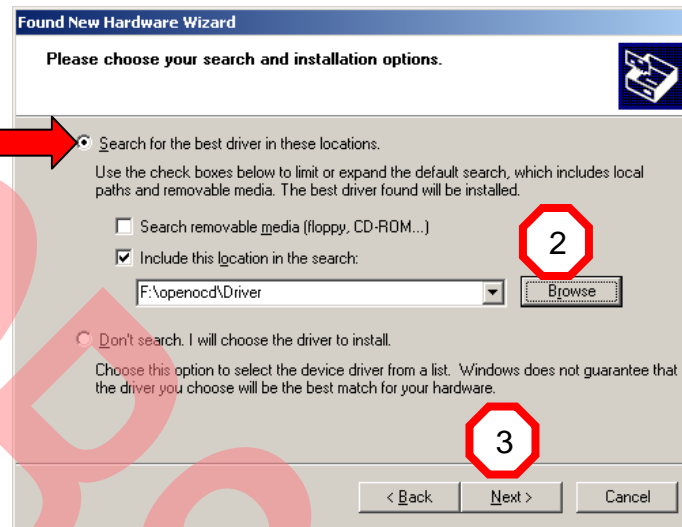 Found New Hardware Wizard
Please choose your search and installation options.
Search for the best driver in these locations.
Use the check boxes below to limit or expand the default search, which includes local
paths and removable media. The best driver found will be installed.
Search removable media (floppy, CD-ROM...)
2
Include this location in the search:
F:\openocd\Driver
Browse
Don't search. I will choose the driver to install.
Choose this option to select the device driver from a list. Windows does not guarantee that
the driver you choose will be the best match for your hardware.
3
< Back
Next >
Cancel